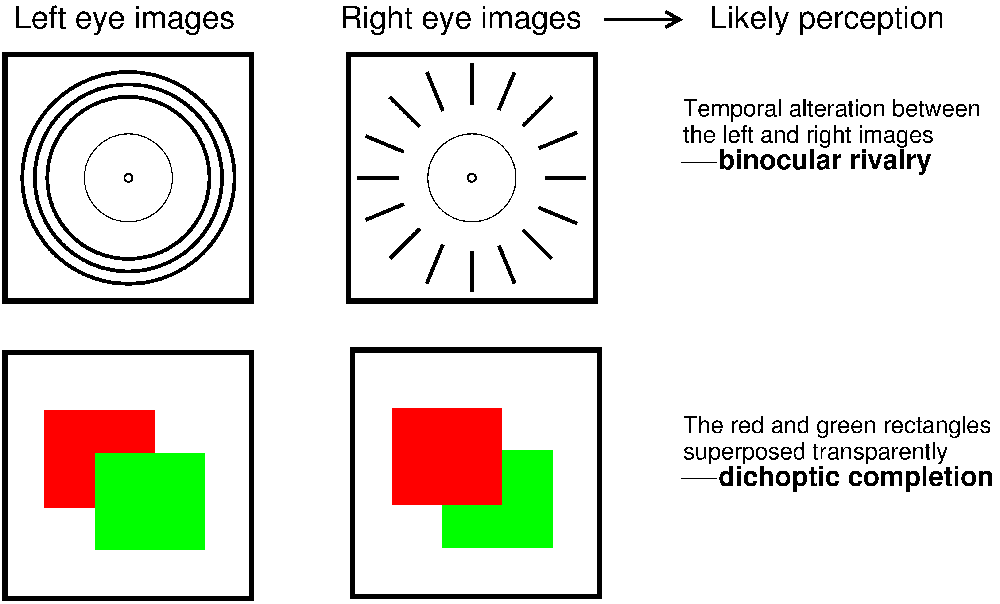 Left eye images
Right eye images
Likely perception
Temporal alteration between
the left and right images
binocular rivalry
The red and green rectangles
superposed transparently
dichoptic completion